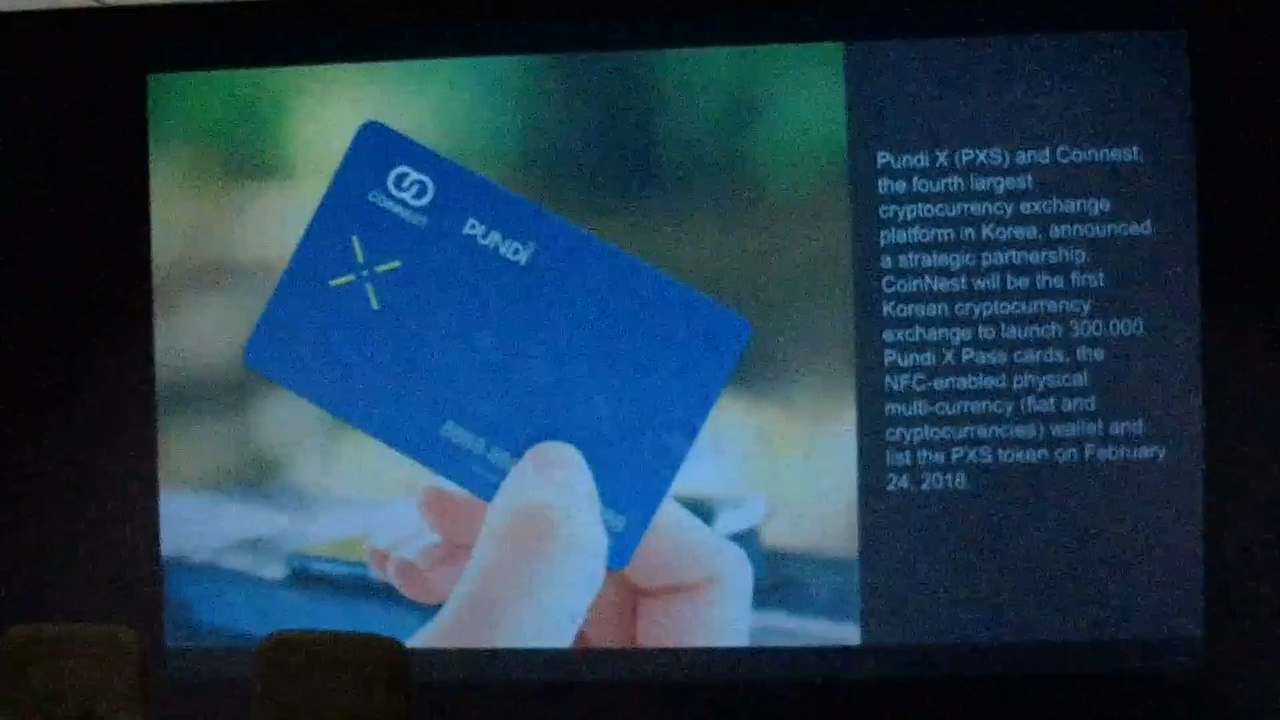 COINNEST
PUNDI
Pundi X (PXS) and Coinnest,
the fourth largest
cryptocurrency exchange
platform in Korea, announced
a strategic partnership.
CoinNest will be the first
Korean cryptocurrency
exchange to launch 300,000
Pundi X Pass cards, the
NFC-enabled physical
multi-currency (fiat and
cryptocurrencies) wallet and
list the PXS token on February
24, 2018.